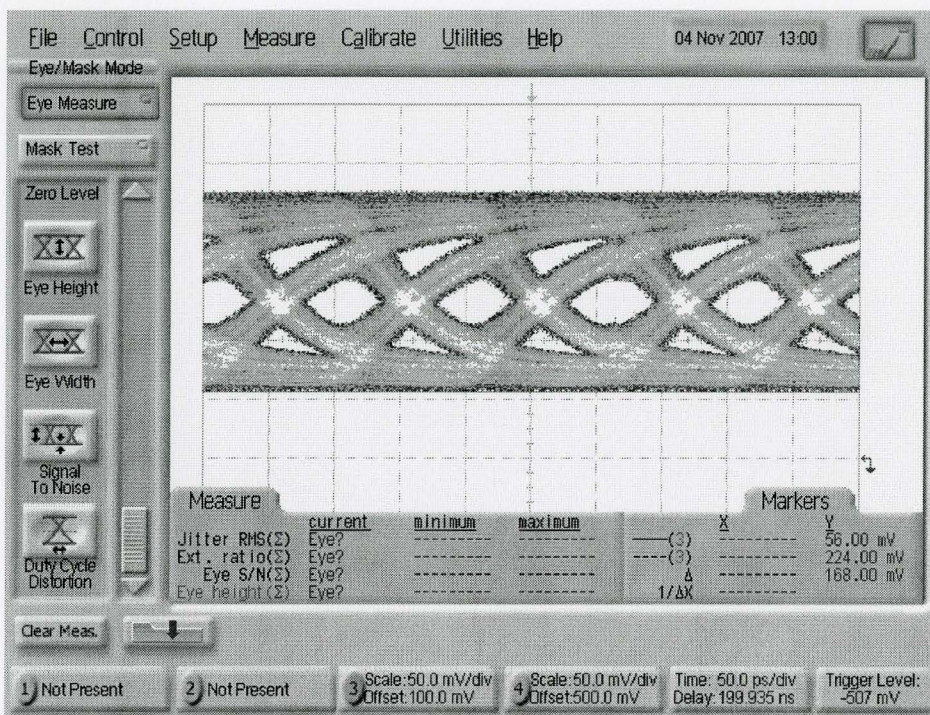 File Control Setup Measure Calibrate Utilities Help 04 Nov 2007 13:00
Eye/Mask Mode
Eye Measure
Mask Test
Zero Level
Eye Height
Eye Width
Signal
To Noise
Duty Cycle
Distortion
Measure
current minimum maximum
Jitter RMS(Σ) Eye? -------- -------- --------
Ext. ratio(Σ) Eye? -------- -------- --------
Eye S/N(Σ) Eye? -------- -------- --------
Eye height(Σ) Eye? -------- -------- --------
Markers
X Y
——(3) -------- 56.00 mV
----(3) -------- 224.00 mV
Δ -------- 168.00 mV
1/ΔX --------
Clear Meas.
1 Not Present
2 Not Present
3 Scale:50.0 mV/div
Offset:100.0 mV
4 Scale:50.0 mV/div
Offset:500.0 mV
Time: 50.0 ps/div
Delay:199.935 ns
Trigger Level:
-507 mV